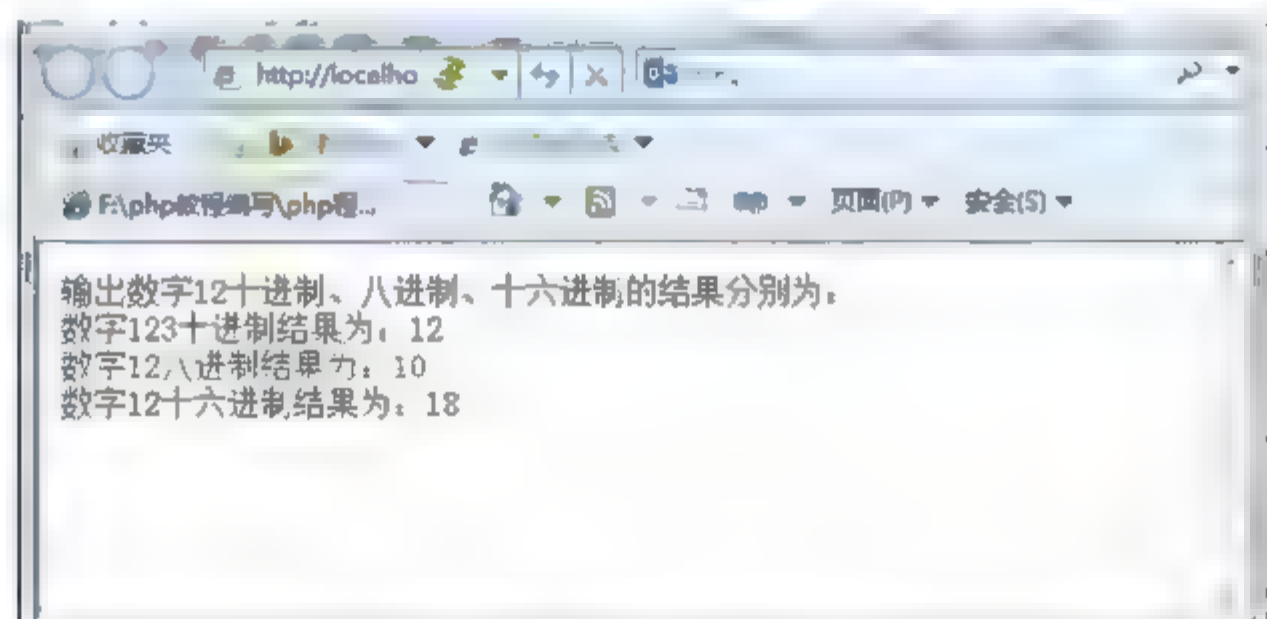 http://localho
收藏夹
F:\php教程编写\php程...
页面(P)
安全(S)
输出数字12十进制、八进制、十六进制的结果分别为：
数字123十进制结果为：12
数字12八进制结果为：10
数字12十六进制结果为：18